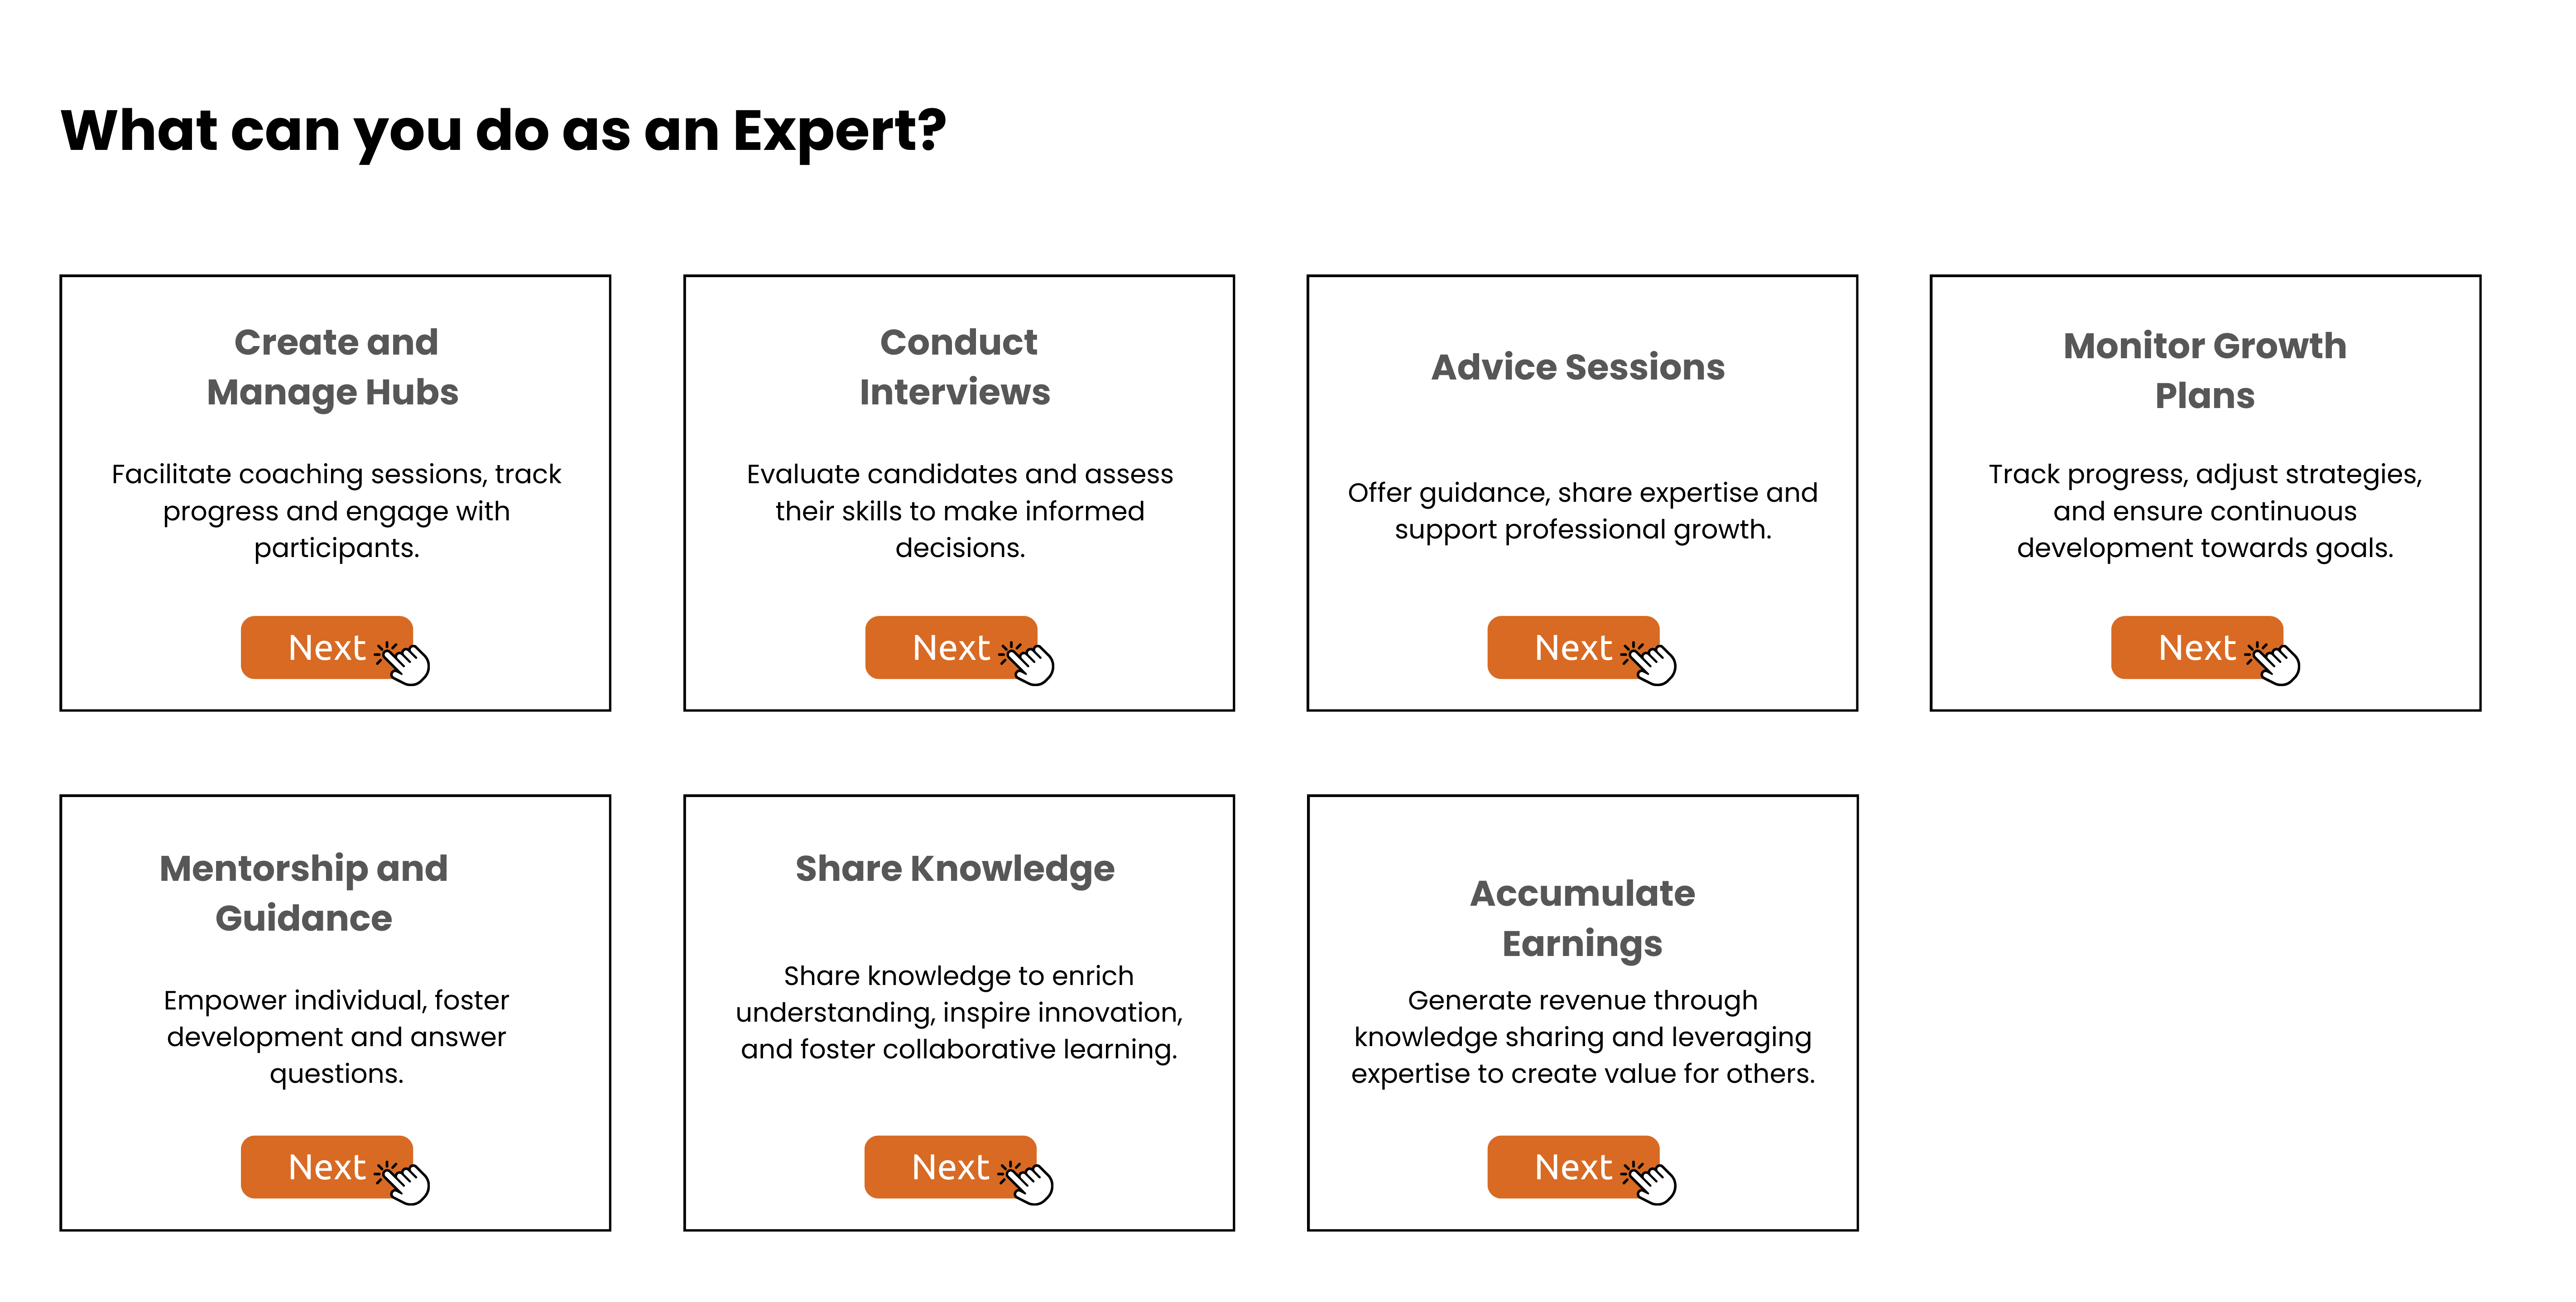 What can you do as an Expert?
Create and
Manage Hubs
Facilitate coaching sessions, track
progress and engage with
participants.
Next
Conduct
Interviews
Evaluate candidates and assess
their skills to make informed
decisions.
Next
Advice Sessions
Offer guidance, share expertise and
support professional growth.
Next
Monitor Growth
Plans
Track progress, adjust strategies,
and ensure continuous
development towards goals.
Next
Mentorship and
Guidance
Empower individual, foster
development and answer
questions.
Next
Share Knowledge
Share knowledge to enrich
understanding, inspire innovation,
and foster collaborative learning.
Next
Accumulate
Earnings
Generate revenue through
knowledge sharing and leveraging
expertise to create value for others.
Next